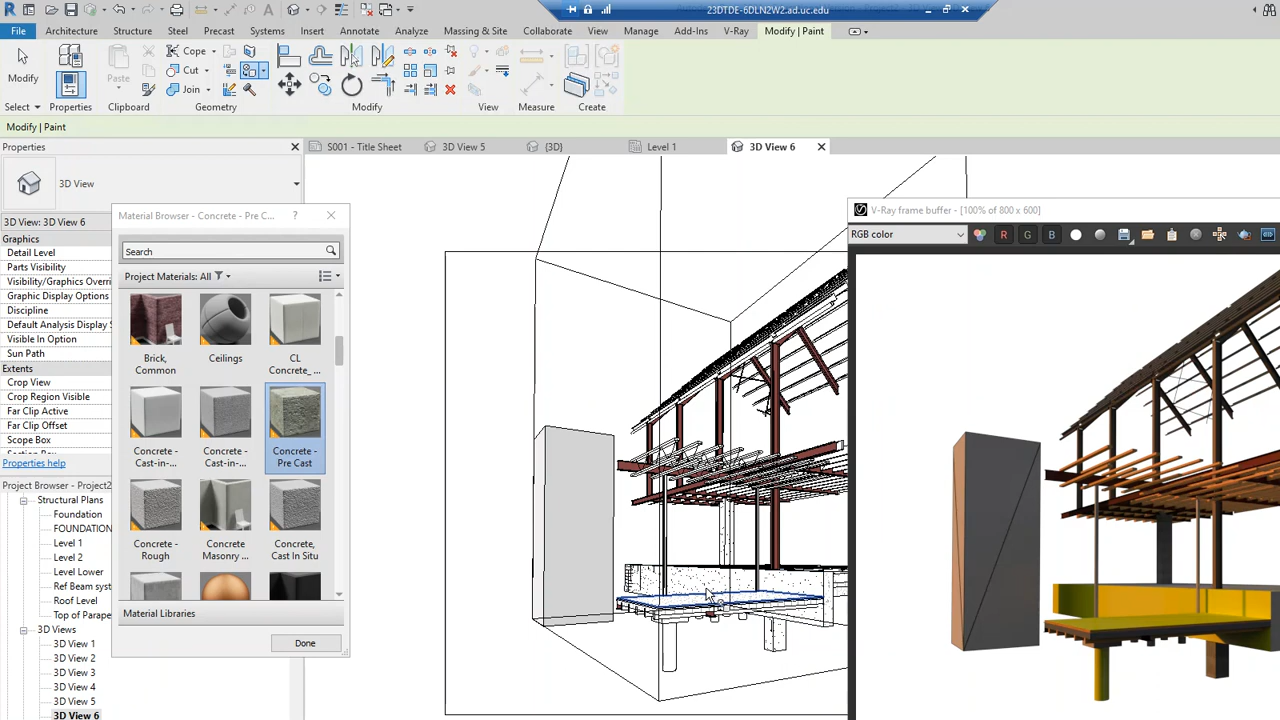 23DTDE-6DLN2W2.ad.uc.edu
File Architecture Structure Steel Precast Systems Insert Annotate Analyze Massing & Site Collaborate View Manage Add-Ins V-Ray Modify | Paint
Modify
Paste
Cope
Cut
Join
Select Properties Clipboard Geometry Modify View Measure Create
Modify | Paint
Properties
S001 - Title Sheet 3D View 5 {3D} Level 1 3D View 6
3D View
3D View: 3D View 6
Graphics
Detail Level
Parts Visibility
Visibility/Graphics Overri
Graphic Display Options
Discipline
Default Analysis Display S
Visible In Option
Sun Path
Extents
Crop View
Crop Region Visible
Far Clip Active
Far Clip Offset
Scope Box
Properties help
Project Browser - Project2
Structural Plans
Foundation
FOUNDATION
Level 1
Level 2
Level Lower
Ref Beam syst
Roof Level
Top of Parape
3D Views
3D View 1
3D View 2
3D View 3
3D View 4
3D View 5
3D View 6
Material Browser - Concrete - Pre C... ?
Search
Project Materials: All
Brick, Common
Ceilings
CL Concrete_ ...
Concrete - Cast-in-...
Concrete - Cast-in-...
Concrete - Pre Cast
Concrete - Rough
Concrete Masonry ...
Concrete, Cast In Situ
Material Libraries
Done
V-Ray frame buffer - [100% of 800 x 600]
RGB color
R G B